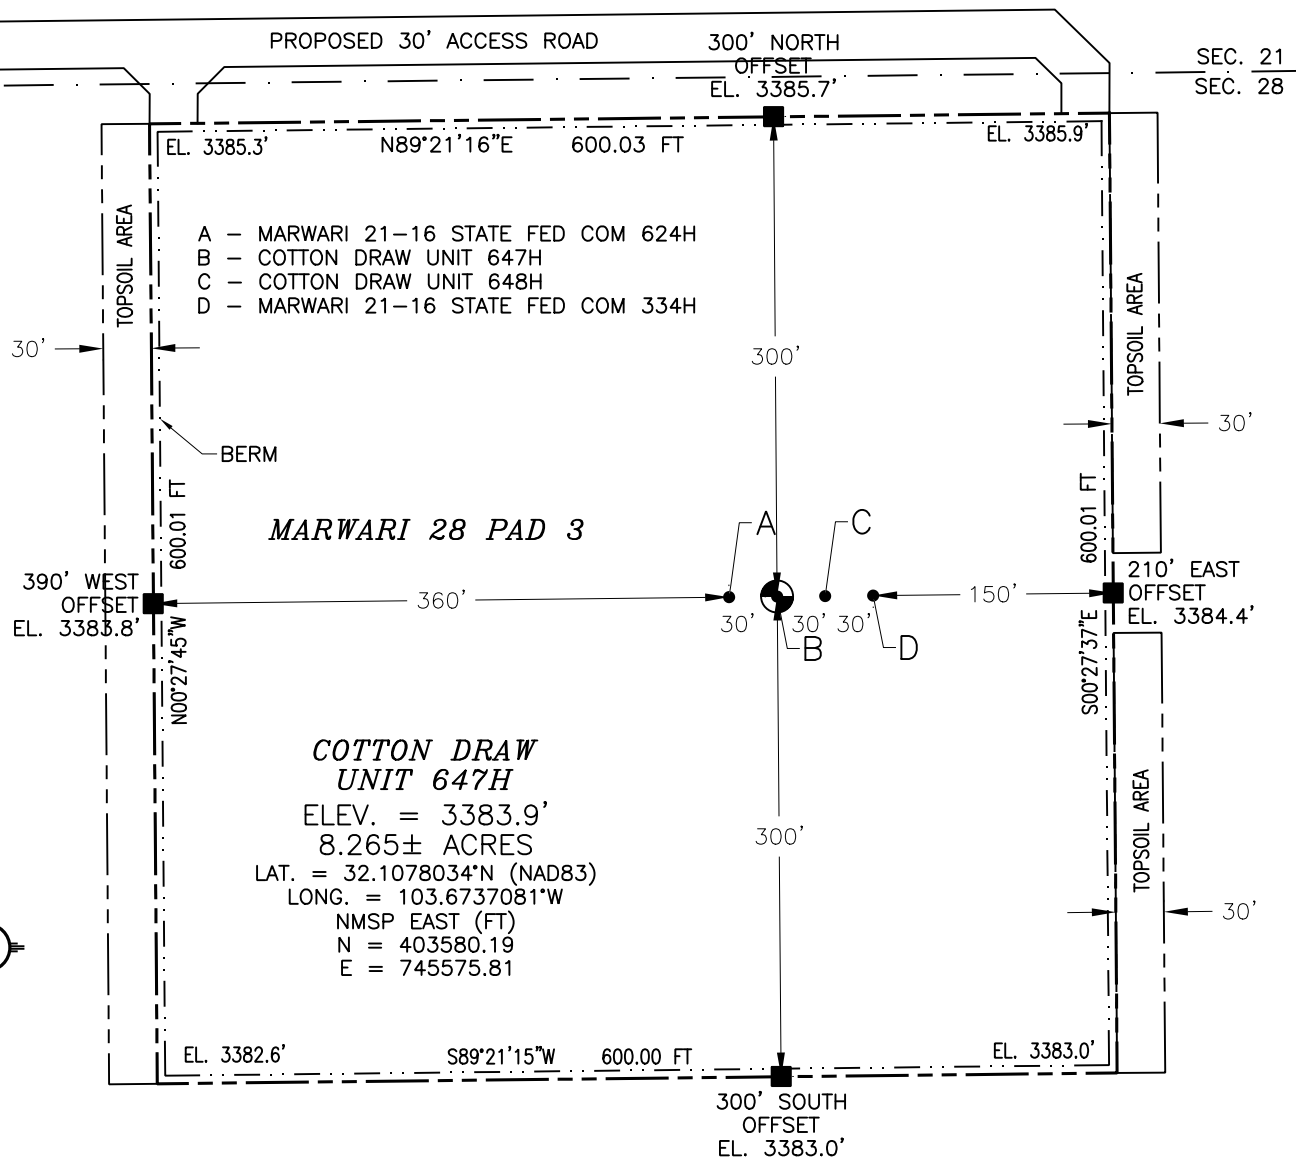 PROPOSED 30' ACCESS ROAD
300' NORTH
OFFSET
EL. 3385.7'
SEC. 21
SEC. 28
EL. 3385.3'
N89°21'16"E 600.03 FT
EL. 3385.9'
TOPSOIL AREA
A – MARWARI 21–16 STATE FED COM 624H
B – COTTON DRAW UNIT 647H
C – COTTON DRAW UNIT 648H
D – MARWARI 21–16 STATE FED COM 334H
TOPSOIL AREA
30'
300'
30'
BERM
600.01 FT
600.01 FT
MARWARI 28 PAD 3
A
C
390' WEST
OFFSET
EL. 3383.8'
360'
150'
210' EAST
OFFSET
EL. 3384.4'
30'
30'
30'
B
D
N00°27'45"W
S00°27'37"E
COTTON DRAW
UNIT 647H
ELEV. = 3383.9'
8.265± ACRES
LAT. = 32.1078034°N (NAD83)
LONG. = 103.6737081°W
NMSP EAST (FT)
N = 403580.19
E = 745575.81
300'
TOPSOIL AREA
30'
EL. 3382.6'
S89°21'15"W 600.00 FT
EL. 3383.0'
300' SOUTH
OFFSET
EL. 3383.0'